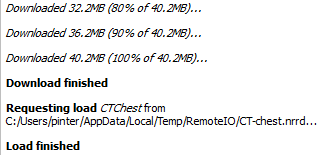 Downloaded 32.2MB (80% of 40.2MB)...
Downloaded 36.2MB (90% of 40.2MB)...
Downloaded 40.2MB (100% of 40.2MB)...
Download finished
Requesting load CTChest from
C:/Users/pinter/AppData/Local/Temp/RemoteIO/CT-chest.nrrd...
Load finished